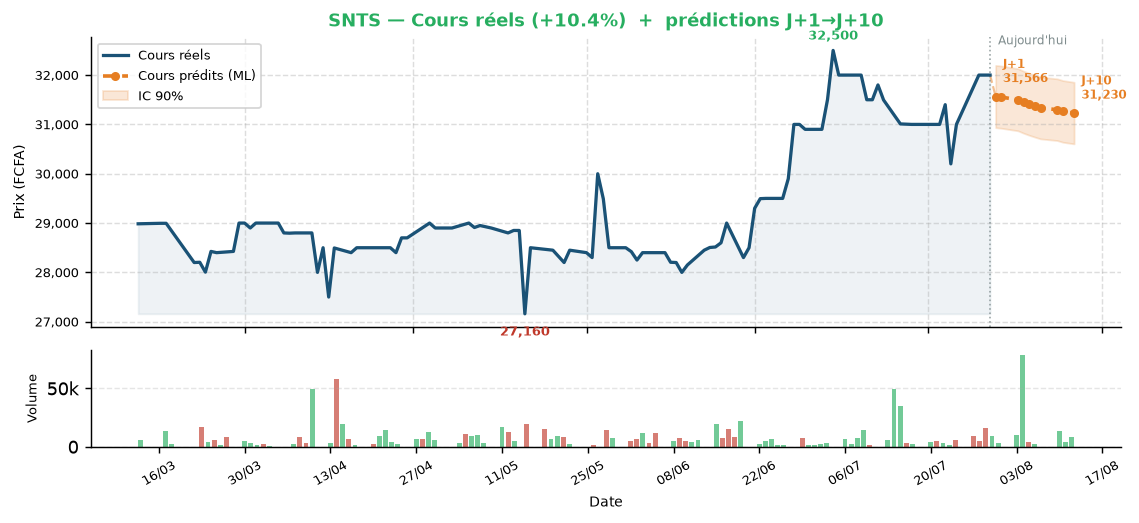 SNTS — Cours réels (+10.4%)  +  prédictions J+1→J+10
32,500
Aujourd'hui
Cours réels
Cours prédits (ML)
IC 90%
J+1
31,566
J+10
31,230
Prix (FCFA)
32,000
31,000
30,000
29,000
28,000
27,000
27,160
Volume
50k
0
16/03
30/03
13/04
27/04
11/05
25/05
08/06
22/06
06/07
20/07
03/08
17/08
Date